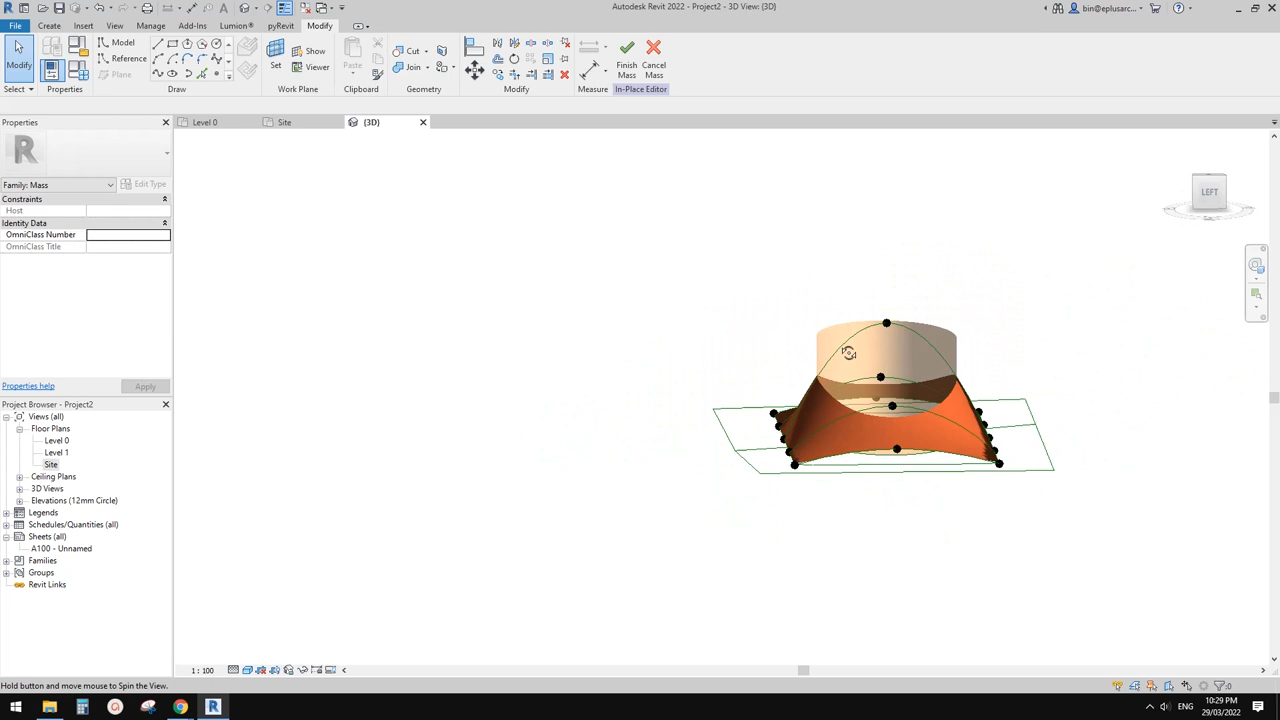 Autodesk Revit 2022 - Project2 - 3D View: {3D}
bin@eplusarc...
File Create Insert View Manage Add-Ins Lumion® pyRevit Modify
Modify
Select
Properties
Model
Reference
Plane
Draw
Set
Show
Viewer
Work Plane
Paste
Clipboard
Cut
Join
Geometry
Modify
Measure
Finish Mass
Cancel Mass
In-Place Editor
Properties
Level 0
Site
{3D}
Family: Mass
Edit Type
Constraints
Host
Identity Data
OmniClass Number
OmniClass Title
Properties help
Apply
LEFT
Project Browser - Project2
Views (all)
Floor Plans
Level 0
Level 1
Site
Ceiling Plans
3D Views
Elevations (12mm Circle)
Legends
Schedules/Quantities (all)
Sheets (all)
A100 - Unnamed
Families
Groups
Revit Links
1 : 100
Hold button and move mouse to Spin the View.
:0
ENG
10:29 PM
29/03/2022